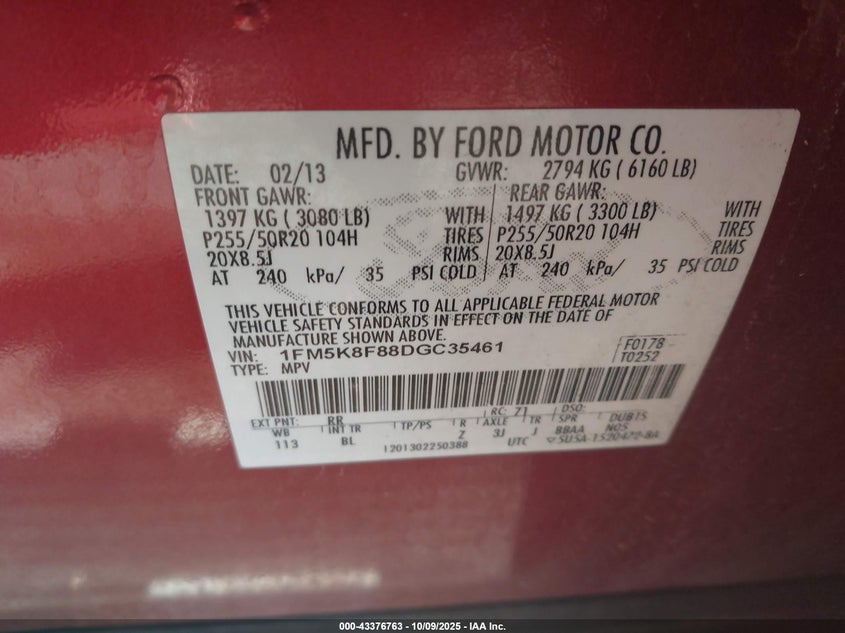 MFD. BY FORD MOTOR CO.
DATE: 02/13 GVWR: 2794 KG ( 6160 LB)
FRONT GAWR: REAR GAWR:
1397 KG ( 3080 LB) WITH 1497 KG ( 3300 LB) WITH
P255/50R20 104H TIRES P255/50R20 104H TIRES
20X8.5J RIMS 20X8.5J RIMS
AT 240 kPa/ 35 PSI COLD AT 240 kPa/ 35 PSI COLD
THIS VEHICLE CONFORMS TO ALL APPLICABLE FEDERAL MOTOR
VEHICLE SAFETY STANDARDS IN EFFECT ON THE DATE OF
MANUFACTURE SHOWN ABOVE.
VIN: 1FM5K8F88DGC35461 F0178
TYPE: MPV T0252
EXT PNT: RR RC: 71 DSO:
WB INT TR TP/PS R AXLE TR SPR
113 BL Z 3J J BBAA
1201302250388 UTC
000-43376763 - 10/09/2025 - IAA Inc.